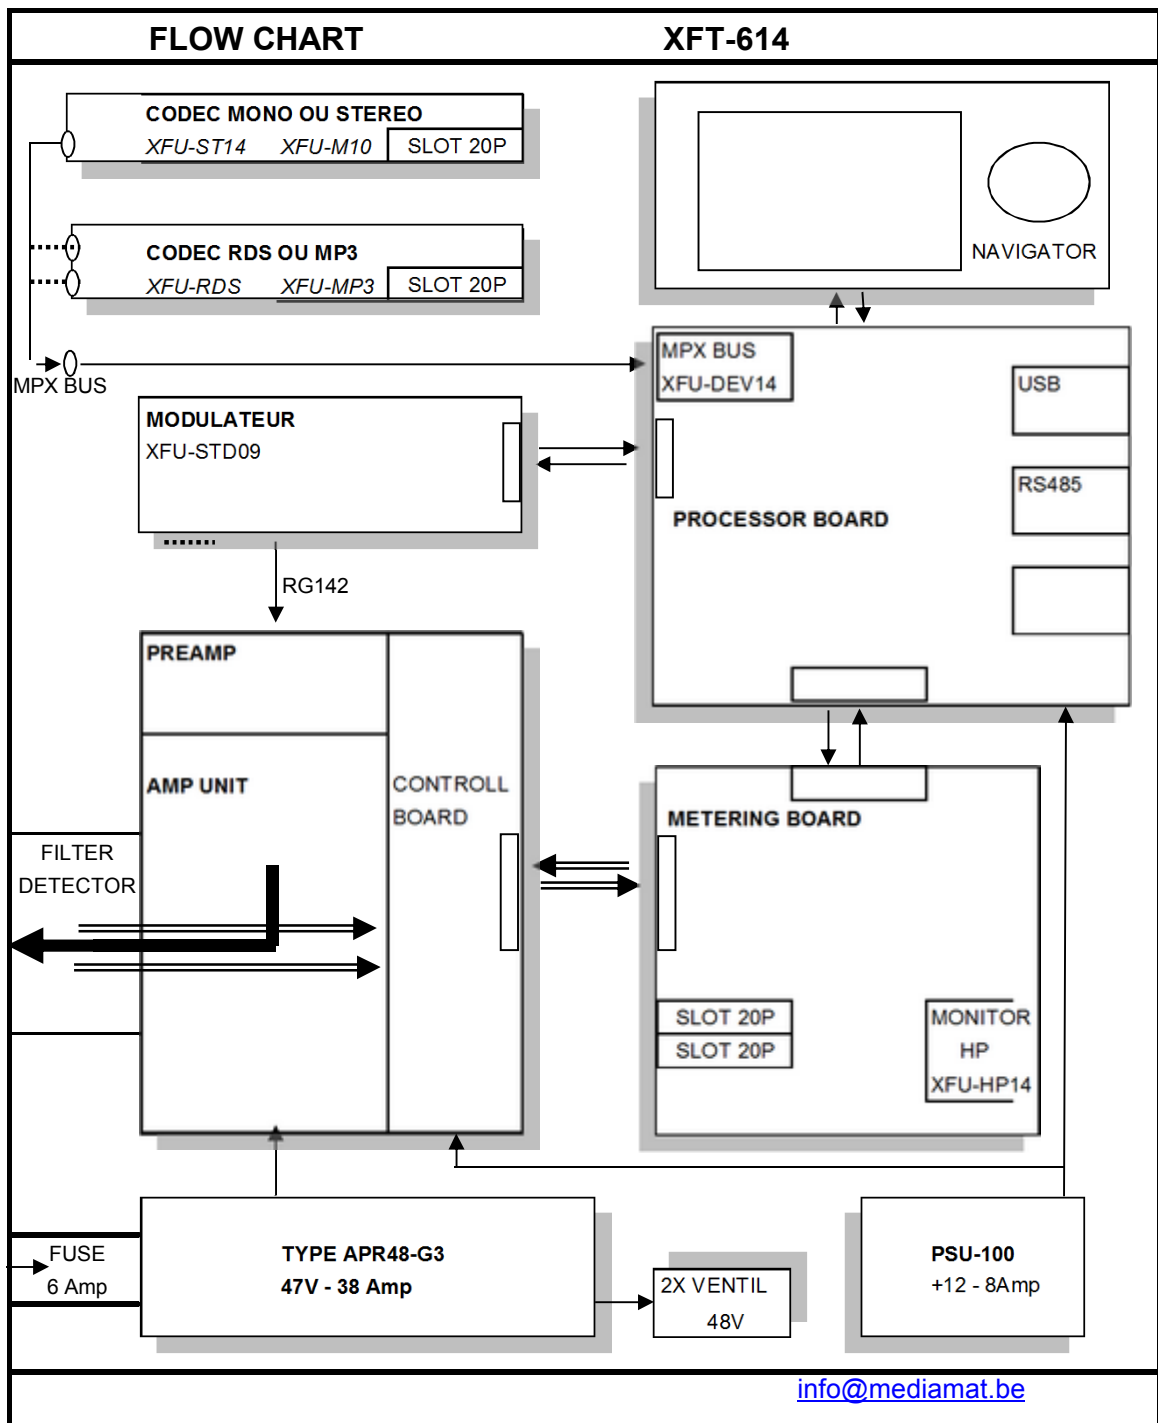 FLOW CHART XFT-614
CODEC MONO OU STEREO
XFU-ST14 XFU-M10 SLOT 20P
CODEC RDS OU MP3
XFU-RDS XFU-MP3 SLOT 20P
NAVIGATOR
MPX BUS
MPX BUS
XFU-DEV14
USB
RS485
PROCESSOR BOARD
MODULATEUR
XFU-STD09
RG142
PREAMP
AMP UNIT
CONTROLL
BOARD
FILTER
DETECTOR
METERING BOARD
SLOT 20P
SLOT 20P
MONITOR
HP
XFU-HP14
FUSE
6 Amp
TYPE APR48-G3
47V - 38 Amp
2X VENTIL
48V
PSU-100
+12 - 8Amp
info@mediamat.be